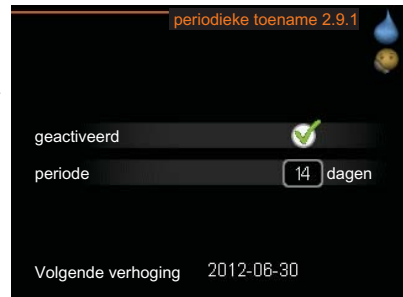 periodieke toename 2.9.1
geactiveerd
periode 14 dagen
Volgende verhoging 2012-06-30